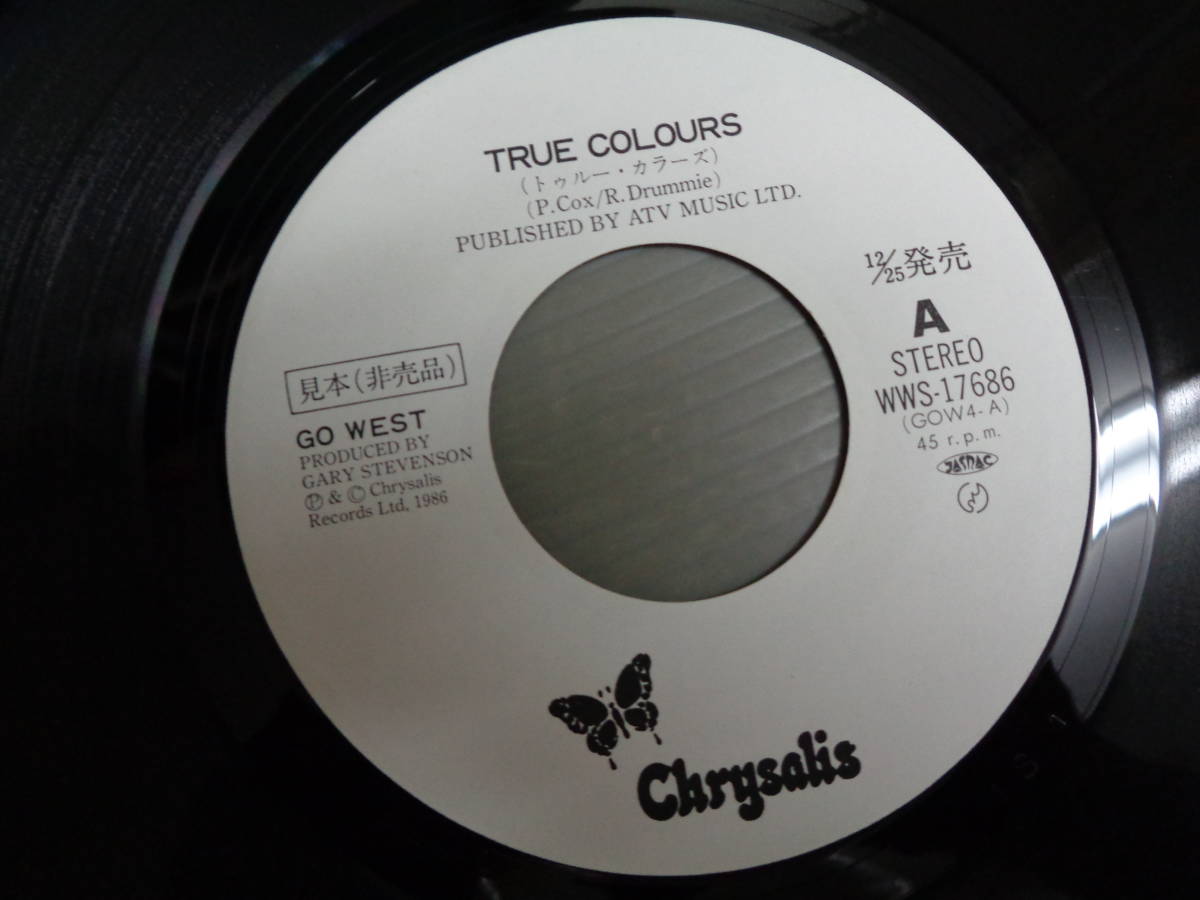 TRUE COLOURS
(トゥルー・カラーズ)
(P.Cox/R.Drummie)
PUBLISHED BY ATV MUSIC LTD.
12/25発売
A
STEREO
WWS-17686
(GOW4-A)
45 r.p.m.
JASRAC
見本(非売品)
GO WEST
PRODUCED BY
GARY STEVENSON
Ⓟ & Ⓒ Chrysalis
Records Ltd, 1986
Chrysalis